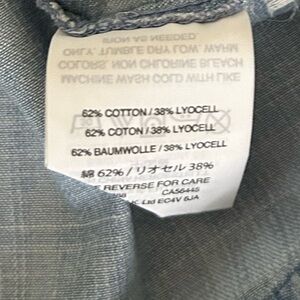 MACHINE WASH COLD WITH LIKE
COLORS. NON CHLORINE BLEACH
ONLY. TUMBLE DRY LOW. WARM
IRON AS NEEDED.
62% COTTON / 38% LYOCELL
62% COTON / 38% LYOCELL
62% BAUMWOLLE / 38% LYOCELL
綿 62% / リオセル 38%
REVERSE FOR CARE
CA56445
Ltd EC4V 6JA